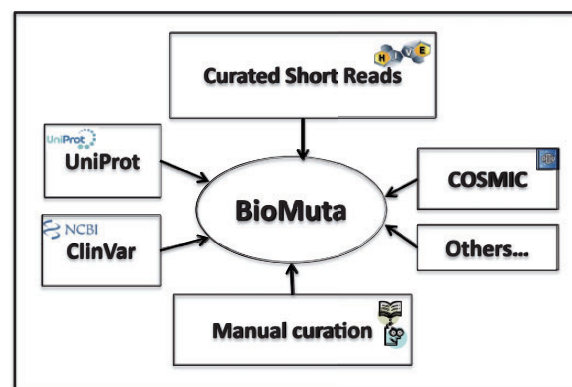 HIVE
Curated Short Reads
UniProt
UniProt
COSMIC
BioMuta
NCBI
ClinVar
Others...
Manual curation